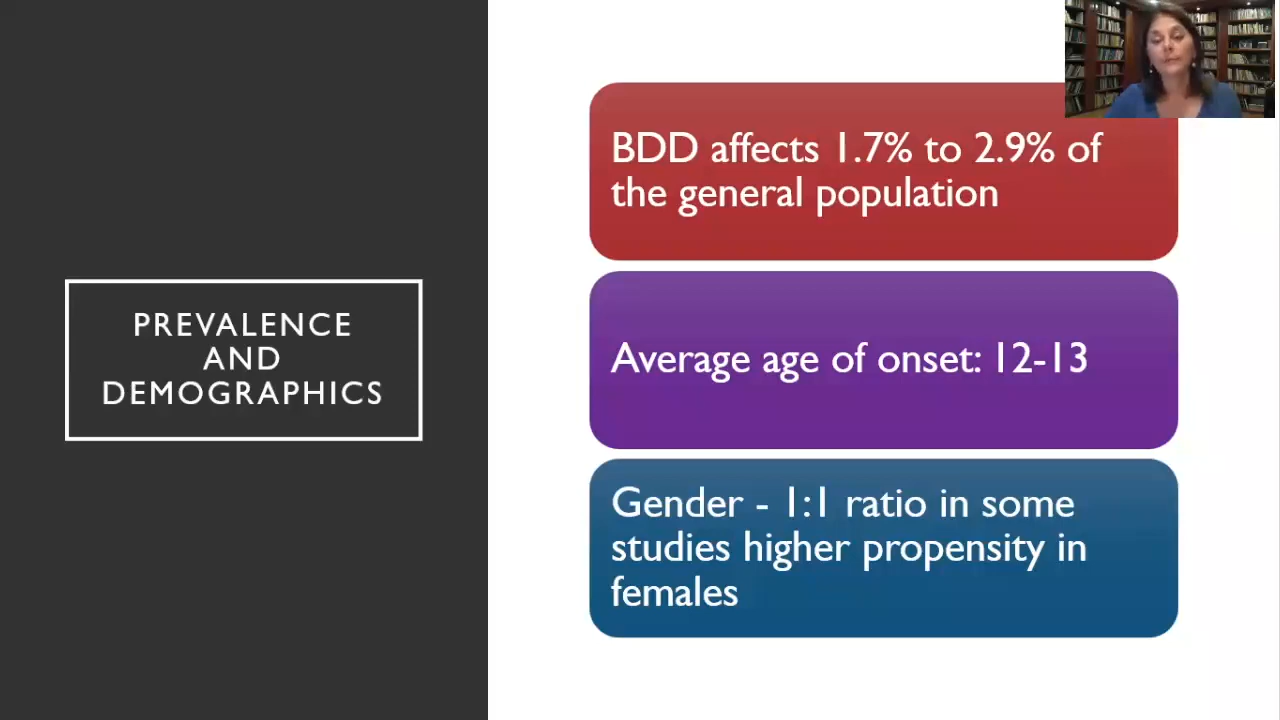 PREVALENCE
AND
DEMOGRAPHICS
BDD affects 1.7% to 2.9% of
the general population
Average age of onset: 12-13
Gender - 1:1 ratio in some
studies higher propensity in
females